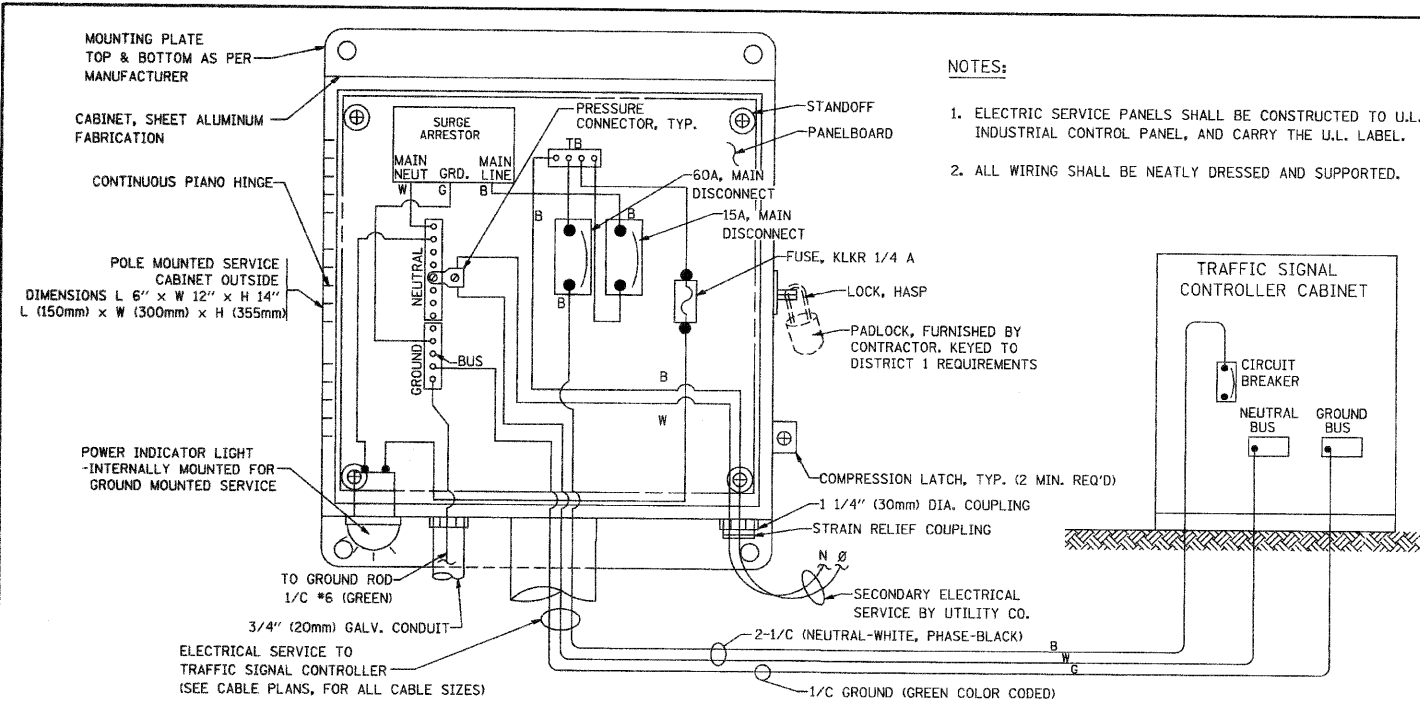 MOUNTING PLATE
TOP & BOTTOM AS PER
MANUFACTURER
CABINET, SHEET ALUMINUM
FABRICATION
CONTINUOUS PIANO HINGE
POLE MOUNTED SERVICE
CABINET OUTSIDE
DIMENSIONS L 6" x W 12" x H 14"
L (150mm) x W (300mm) x H (355mm)
POWER INDICATOR LIGHT
-INTERNALLY MOUNTED FOR
GROUND MOUNTED SERVICE
SURGE
ARRESTOR
MAIN
NEUT
GRD.
MAIN
LINE
W
G
B
PRESSURE
CONNECTOR, TYP.
TB
STANDOFF
PANELBOARD
60A, MAIN
DISCONNECT
15A, MAIN
DISCONNECT
B
B
B
FUSE, KLKR 1/4 A
LOCK, HASP
PADLOCK, FURNISHED BY
CONTRACTOR. KEYED TO
DISTRICT 1 REQUIREMENTS
NEUTRAL
GROUND
BUS
B
W
COMPRESSION LATCH, TYP. (2 MIN. REQ'D)
1 1/4" (30mm) DIA. COUPLING
STRAIN RELIEF COUPLING
N Ø
SECONDARY ELECTRICAL
SERVICE BY UTILITY CO.
TO GROUND ROD
1/C #6 (GREEN)
3/4" (20mm) GALV. CONDUIT
ELECTRICAL SERVICE TO
TRAFFIC SIGNAL CONTROLLER
(SEE CABLE PLANS, FOR ALL CABLE SIZES)
2-1/C (NEUTRAL-WHITE, PHASE-BLACK)
B
W
G
1/C GROUND (GREEN COLOR CODED)
NOTES:
1. ELECTRIC SERVICE PANELS SHALL BE CONSTRUCTED TO U.L.
INDUSTRIAL CONTROL PANEL, AND CARRY THE U.L. LABEL.
2. ALL WIRING SHALL BE NEATLY DRESSED AND SUPPORTED.
TRAFFIC SIGNAL
CONTROLLER CABINET
CIRCUIT
BREAKER
NEUTRAL
BUS
GROUND
BUS